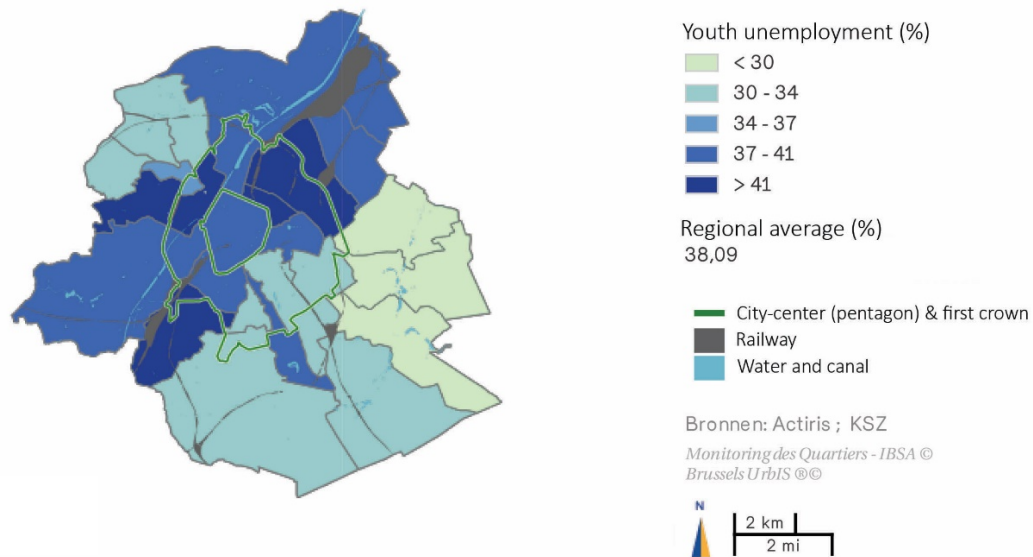 Youth unemployment (%)
< 30
30 - 34
34 - 37
37 - 41
> 41
Regional average (%)
38,09
City-center (pentagon) & first crown
Railway
Water and canal
Bronnen: Actiris ; KSZ
Monitoring des Quartiers - IBSA ©
Brussels UrbIS ®©
N
2 km
2 mi